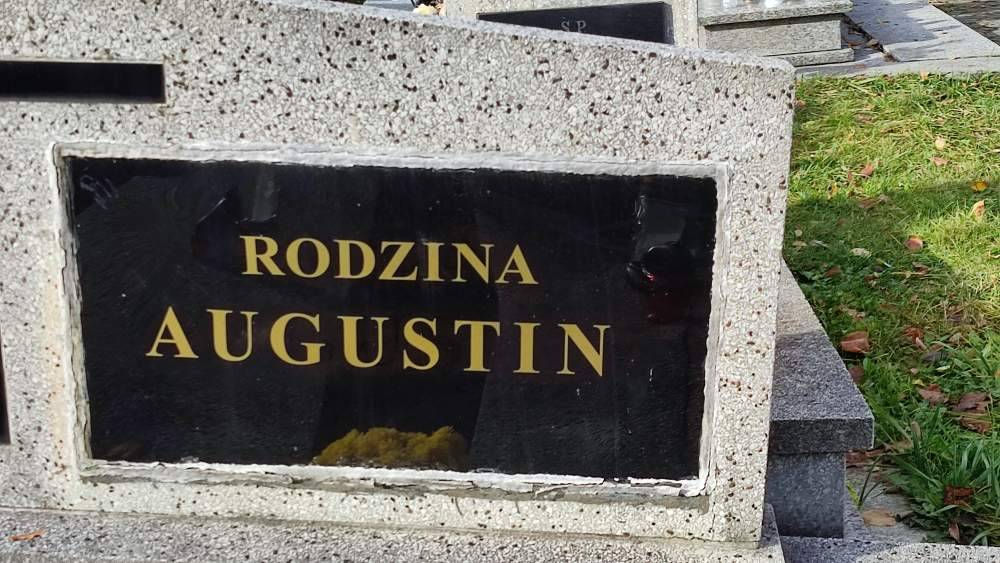 S.P.
RODZINA
AUGUSTIN